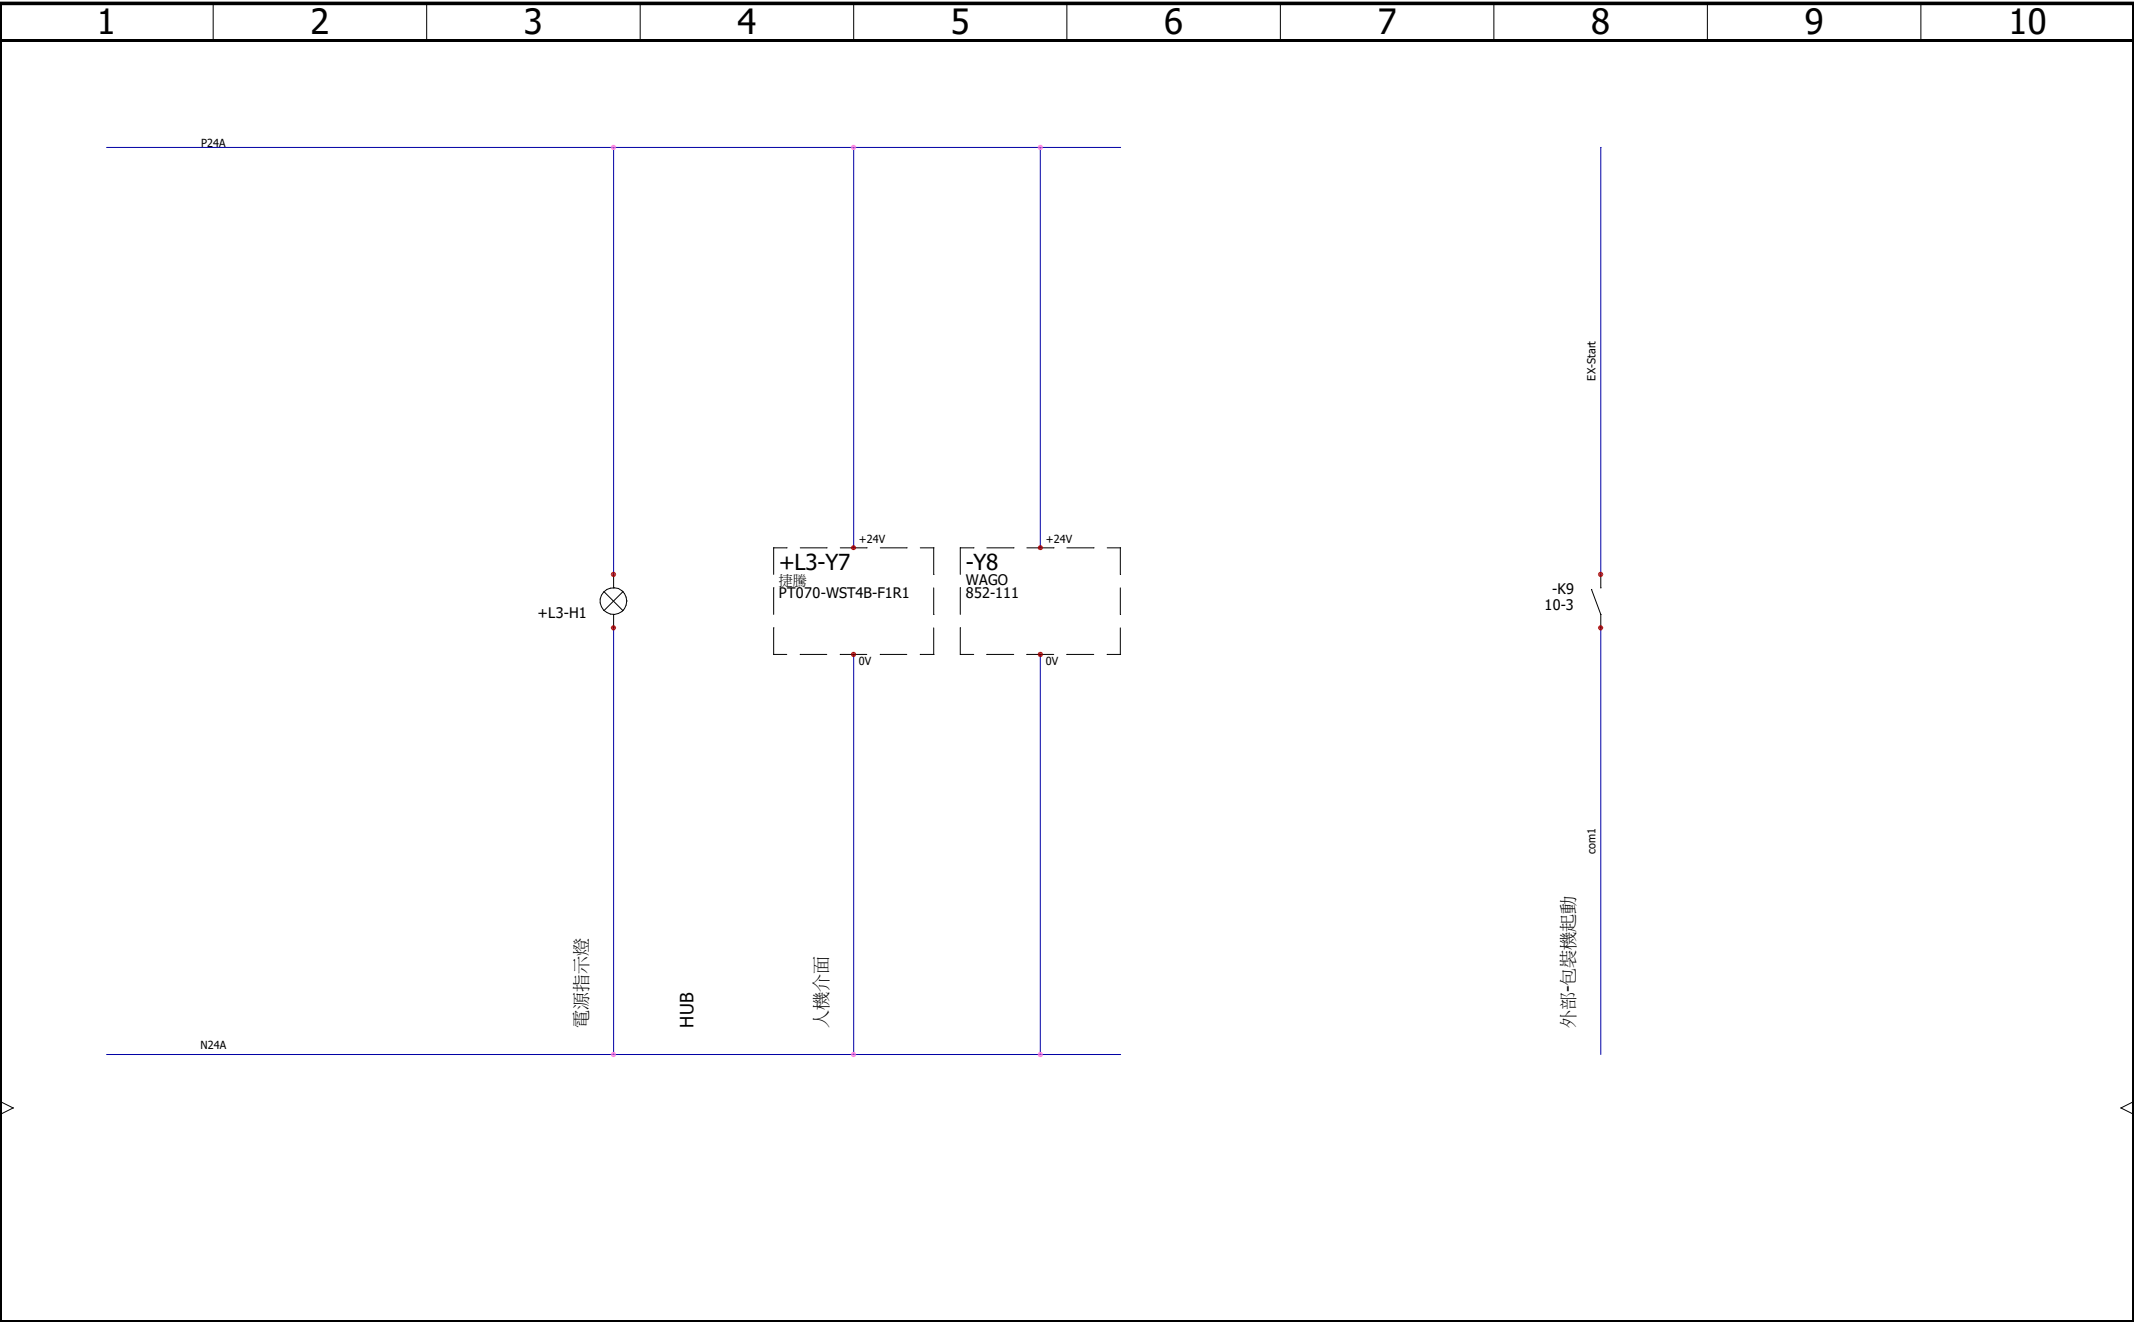 1 2 3 4 5 6 7 8 9 10
P24A
EX-Start
+24V
+24V
+L3-Y7
捷騰
PT070-WST4B-F1R1
-Y8
WAGO
852-111
+L3-H1
-K9
10-3
0V
0V
com1
電源指示燈
HUB
人機介面
外部-包裝機起動
N24A